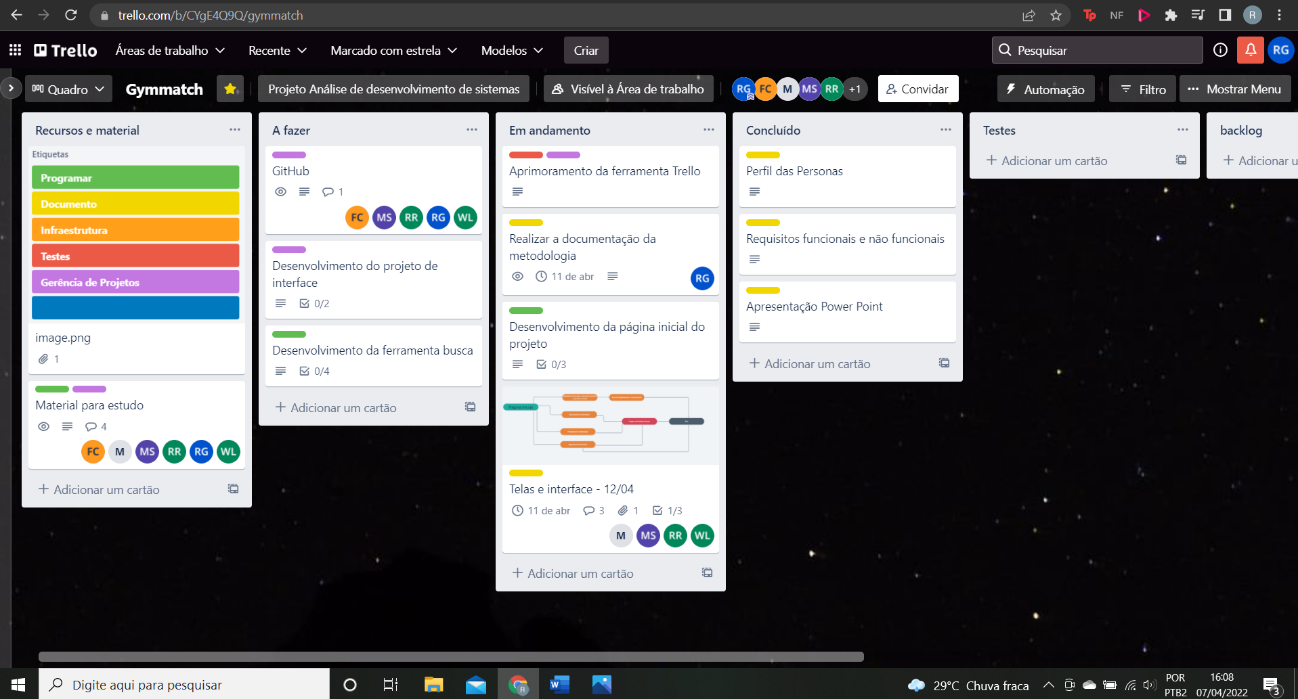 trello.com/b/CYgE4Q9Q/gymmatch
Tp NF R
Trello Áreas de trabalho Recente Marcado com estrela Modelos Criar Pesquisar RG
Quadro Gymmatch Projeto Análise de desenvolvimento de sistemas Visível à Área de trabalho RG FC M MS RR +1 Convidar Automação Filtro Mostrar Menu
Recursos e material
Etiquetas
Programar
Documento
Infraestrutura
Testes
Gerência de Projetos
image.png
1
Material para estudo
4
FC M MS RR RG WL
+ Adicionar um cartão
A fazer
GitHub
1
FC MS RR RG WL
Desenvolvimento do projeto de
interface
0/2
Desenvolvimento da ferramenta busca
0/4
+ Adicionar um cartão
Em andamento
Aprimoramento da ferramenta Trello
Realizar a documentação da
metodologia
11 de abr
RG
Desenvolvimento da página inicial do
projeto
0/3
Telas e interface - 12/04
11 de abr 3 1 1/3
M MS RR WL
+ Adicionar um cartão
Concluído
Perfil das Personas
Requisitos funcionais e não funcionais
Apresentação Power Point
+ Adicionar um cartão
Testes
+ Adicionar um cartão
backlog
+ Adicionar u
Digite aqui para pesquisar
R
29°C Chuva fraca
POR
PTB2
16:08
07/04/2022
3